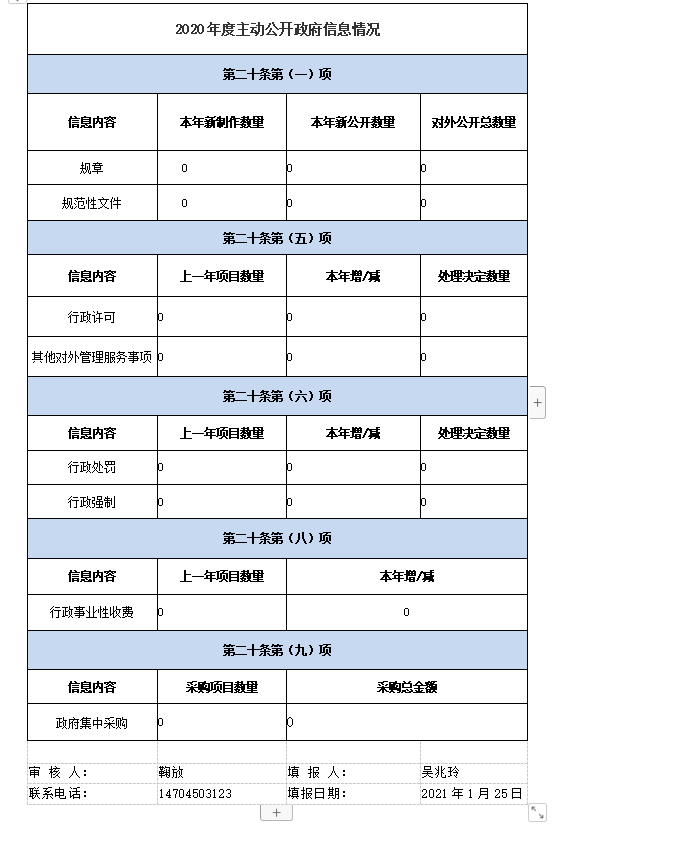 2020年度主动公开政府信息情况
第二十条第（一）项
信息内容 本年新制作数量 本年新公开数量 对外公开总数量
规章 0 0 0
规范性文件 0 0 0
第二十条第（五）项
信息内容 上一年项目数量 本年增/减 处理决定数量
行政许可 0 0 0
其他对外管理服务事项 0 0 0
第二十条第（六）项
信息内容 上一年项目数量 本年增/减 处理决定数量
行政处罚 0 0 0
行政强制 0 0 0
第二十条第（八）项
信息内容 上一年项目数量 本年增/减
行政事业性收费 0 0
第二十条第（九）项
信息内容 采购项目数量 采购总金额
政府集中采购 0 0
审 核 人： 鞠放 填 报 人： 吴兆玲
联系电话： 14704503123 填报日期： 2021年1月25日